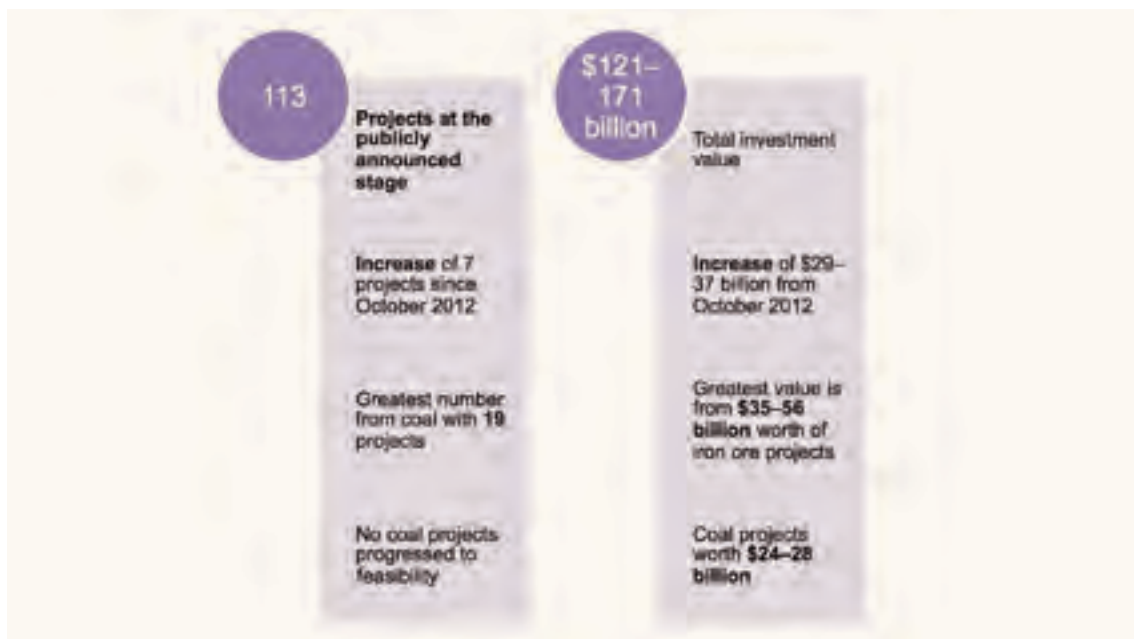 113
Projects at the
publicly
announced
stage
Increase of 7
projects since
October 2012
Greatest number
from coal with 19
projects
No coal projects
progressed to
feasibility
$121–
171
billion
Total investment
value
Increase of $29–
37 billion from
October 2012
Greatest value is
from $35–56
billion worth of
iron ore projects
Coal projects
worth $24–28
billion